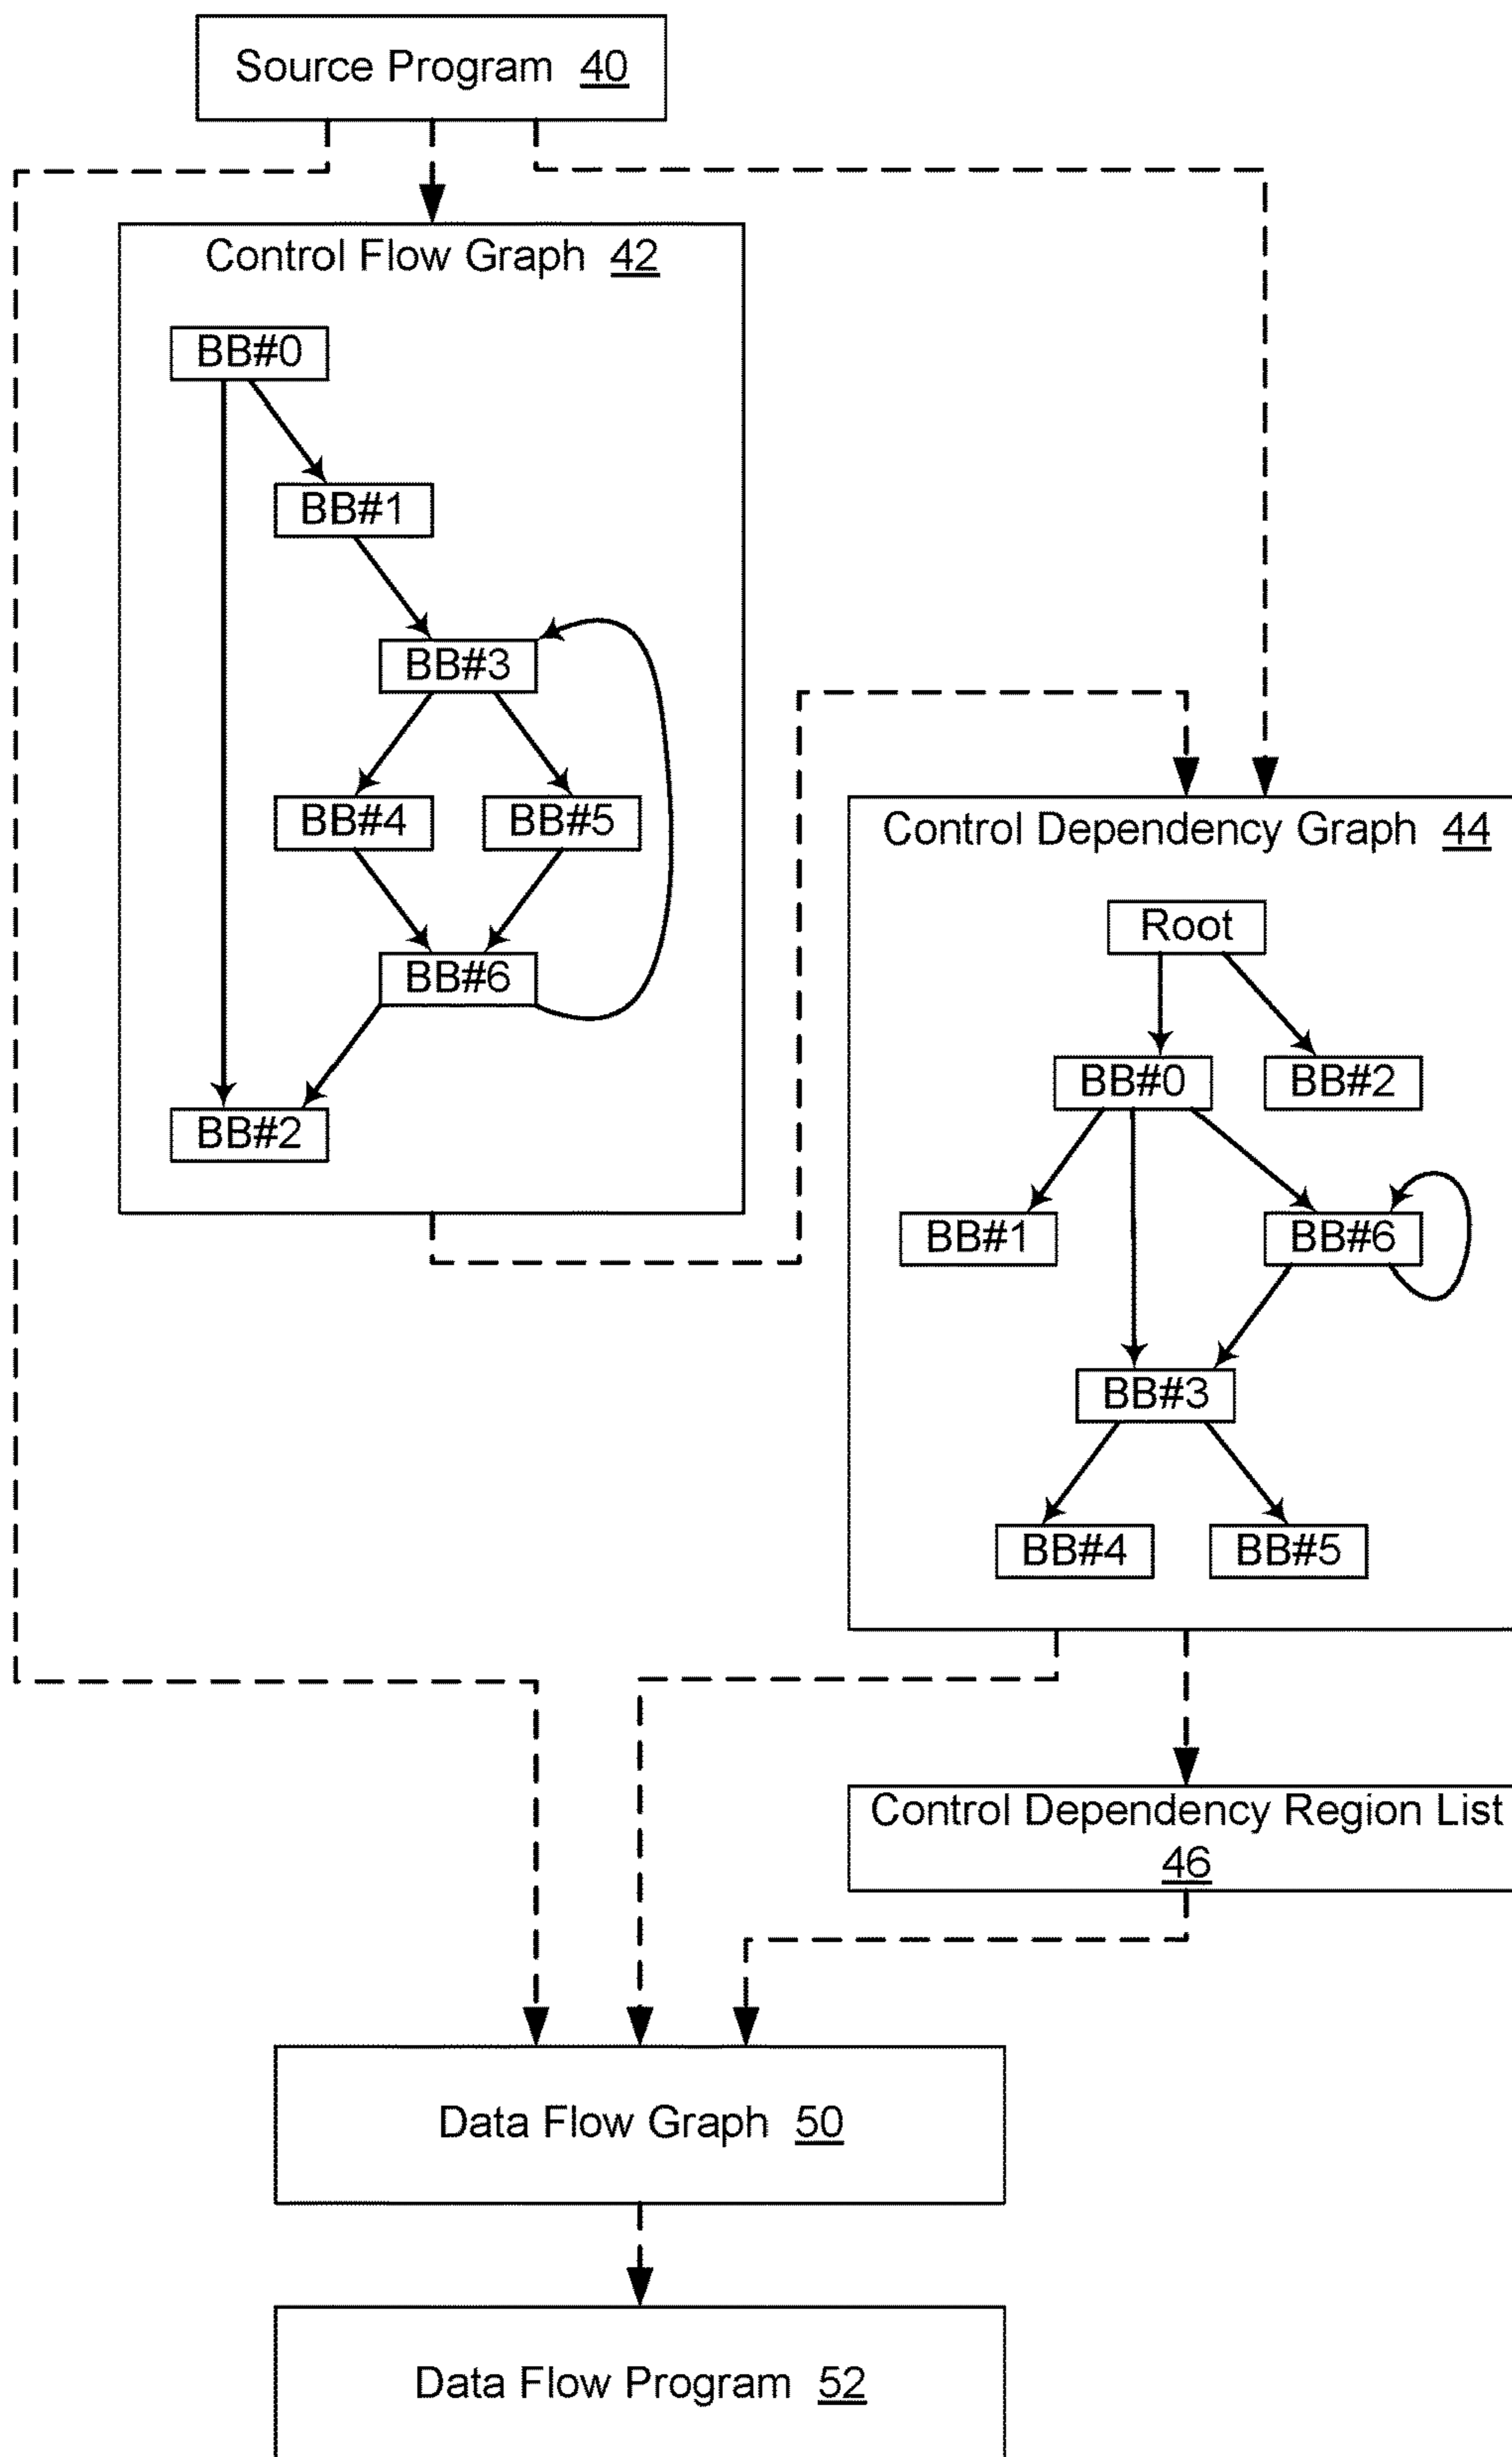 Source Program 40
Control Flow Graph 42
BB#0
BB#1
BB#3
BB#4 BB#5
BB#6
BB#2
Control Dependency Graph 44
Root
BB#0 BB#2
BB#1 BB#6
BB#3
BB#4 BB#5
Control Dependency Region List
46
Data Flow Graph 50
Data Flow Program 52